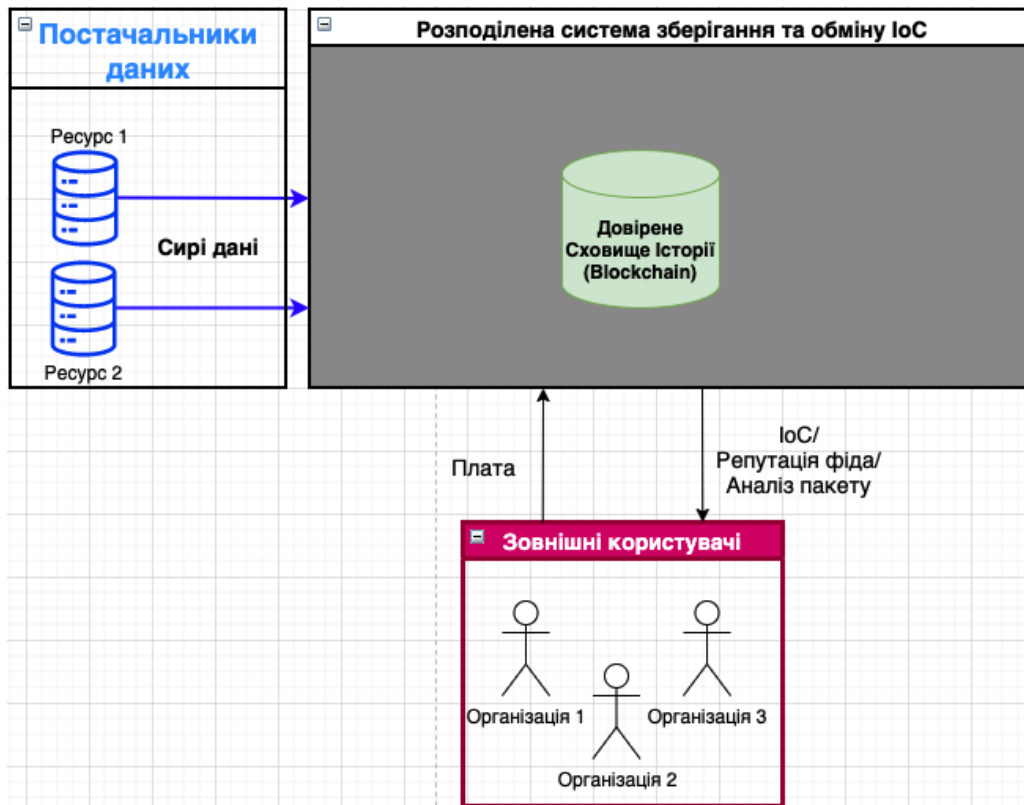 Постачальники
даних
Розподілена система зберігання та обміну IoC
Ресурс 1
Сирі дані
Ресурс 2
Довірене
Сховище Історії
(Blockchain)
Плата
IoC/
Репутація фіда/
Аналіз пакету
Зовнішні користувачі
Організація 1
Організація 3
Організація 2